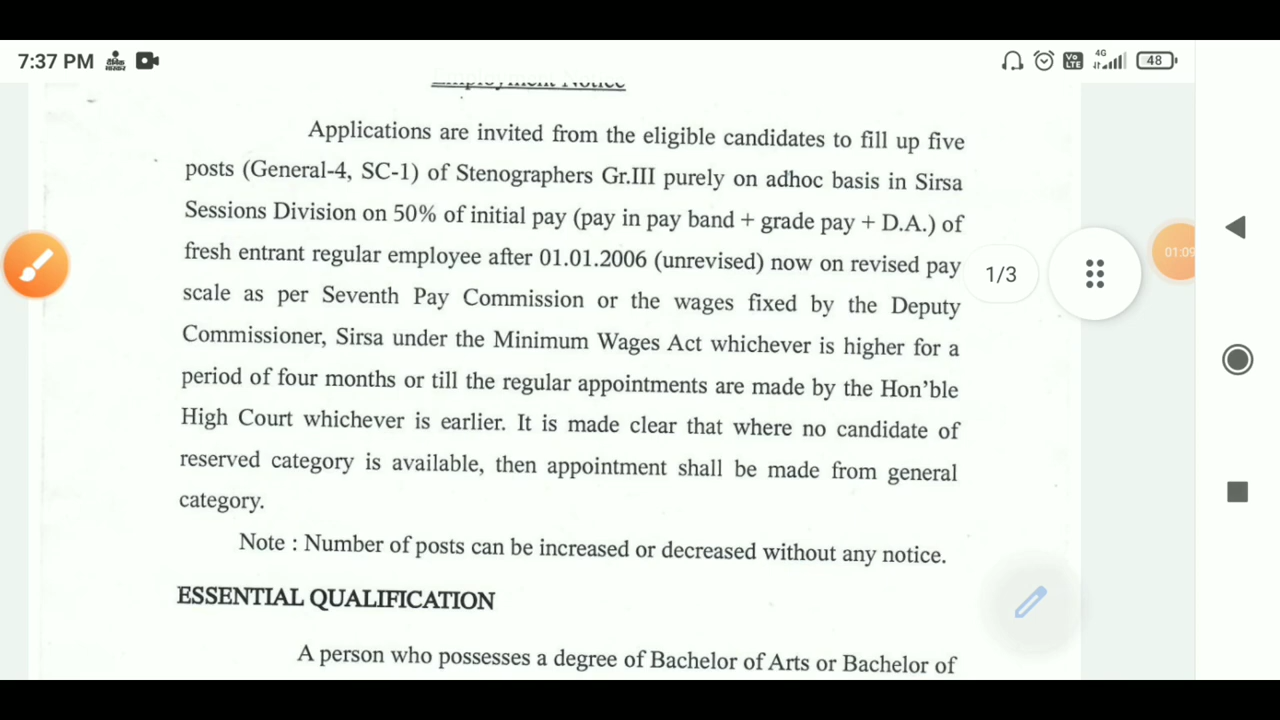 7:37 PM
4G
Vo LTE
48
Employment Notice
Applications are invited from the eligible candidates to fill up five
posts (General-4, SC-1) of Stenographers Gr.III purely on adhoc basis in Sirsa
Sessions Division on 50% of initial pay (pay in pay band + grade pay + D.A.) of
fresh entrant regular employee after 01.01.2006 (unrevised) now on revised pay
scale as per Seventh Pay Commission or the wages fixed by the Deputy
Commissioner, Sirsa under the Minimum Wages Act whichever is higher for a
period of four months or till the regular appointments are made by the Hon'ble
High Court whichever is earlier. It is made clear that where no candidate of
reserved category is available, then appointment shall be made from general
category.
Note : Number of posts can be increased or decreased without any notice.
ESSENTIAL QUALIFICATION
A person who possesses a degree of Bachelor of Arts or Bachelor of
1/3
01:09